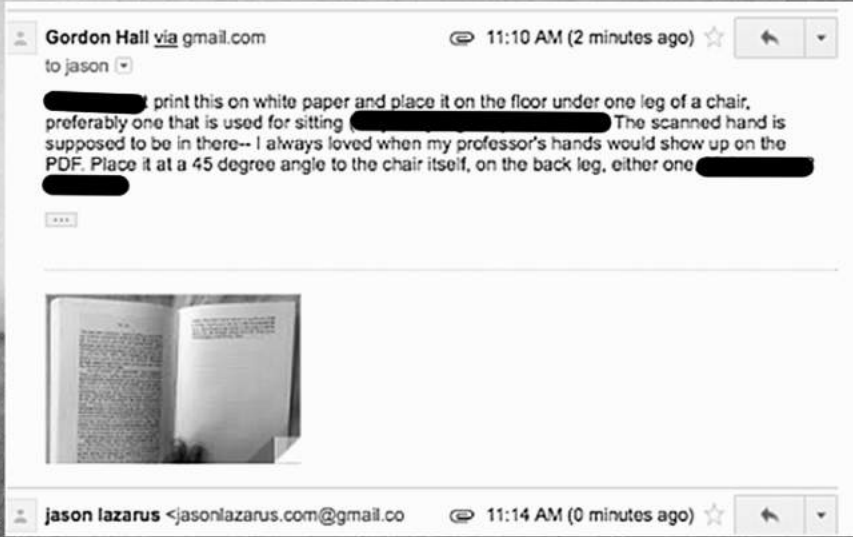 Gordon Hall via gmail.com 11:10 AM (2 minutes ago)
to jason
print this on white paper and place it on the floor under one leg of a chair,
preferably one that is used for sitting ( The scanned hand is
supposed to be in there-- I always loved when my professor's hands would show up on the
PDF. Place it at a 45 degree angle to the chair itself, on the back leg, either one
jason lazarus <jasonlazarus.com@gmail.co 11:14 AM (0 minutes ago)